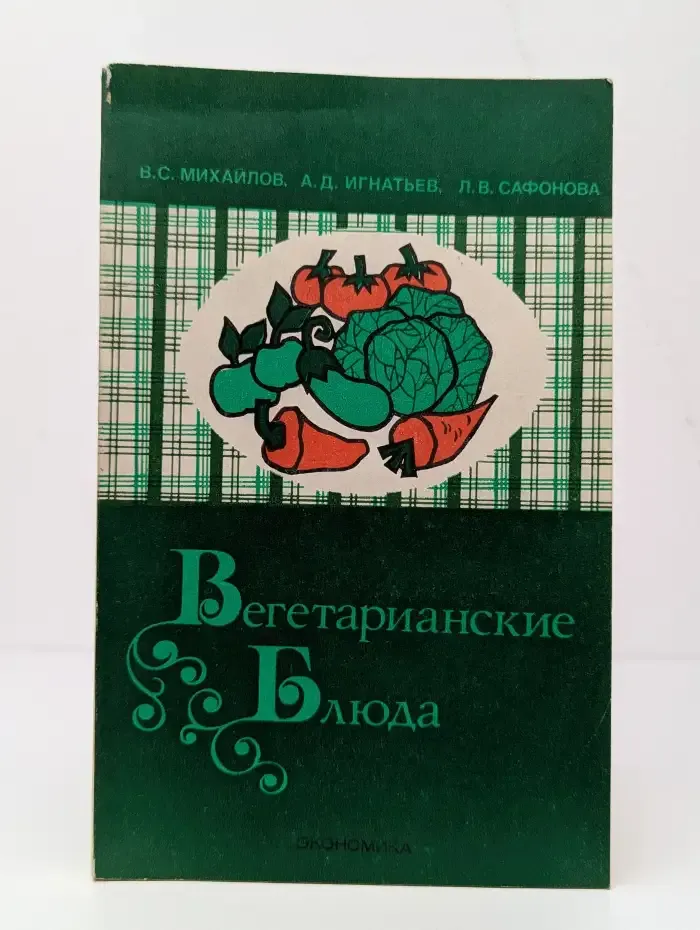 В.С. МИХАЙЛОВ, А.Д. ИГНАТЬЕВ, Л.В. САФОНОВА
Вегетарианские
Блюда
ЭКОНОМИКА